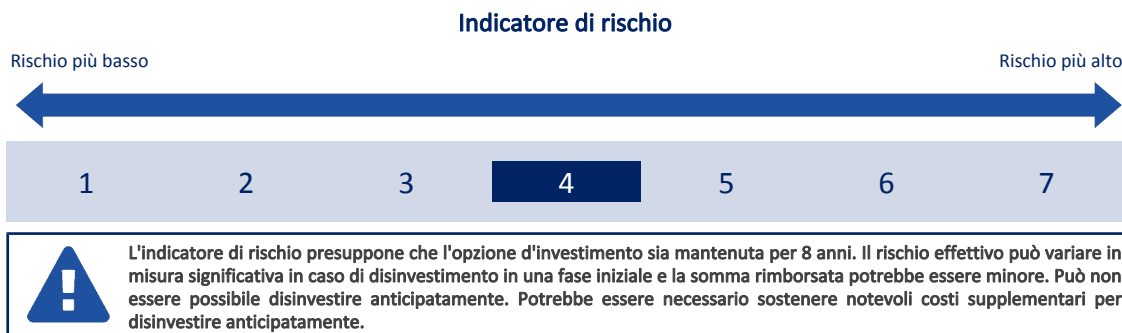 Indicatore di rischio
Rischio più basso Rischio più alto
1 2 3 4 5 6 7
L'indicatore di rischio presuppone che l'opzione d'investimento sia mantenuta per 8 anni. Il rischio effettivo può variare in
misura significativa in caso di disinvestimento in una fase iniziale e la somma rimborsata potrebbe essere minore. Può non
essere possibile disinvestire anticipatamente. Potrebbe essere necessario sostenere notevoli costi supplementari per
disinvestire anticipatamente.